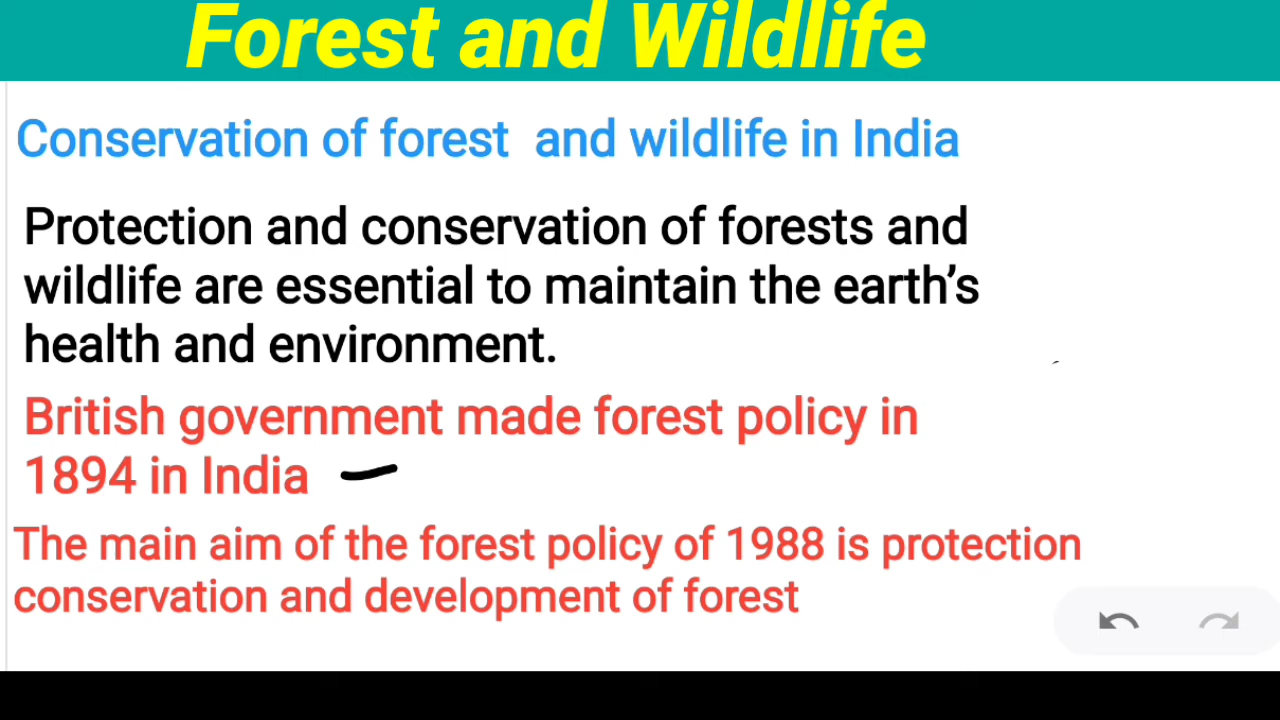 Forest and Wildlife
Conservation of forest and wildlife in India
Protection and conservation of forests and
wildlife are essential to maintain the earth’s
health and environment.
British government made forest policy in
1894 in India
The main aim of the forest policy of 1988 is protection
conservation and development of forest